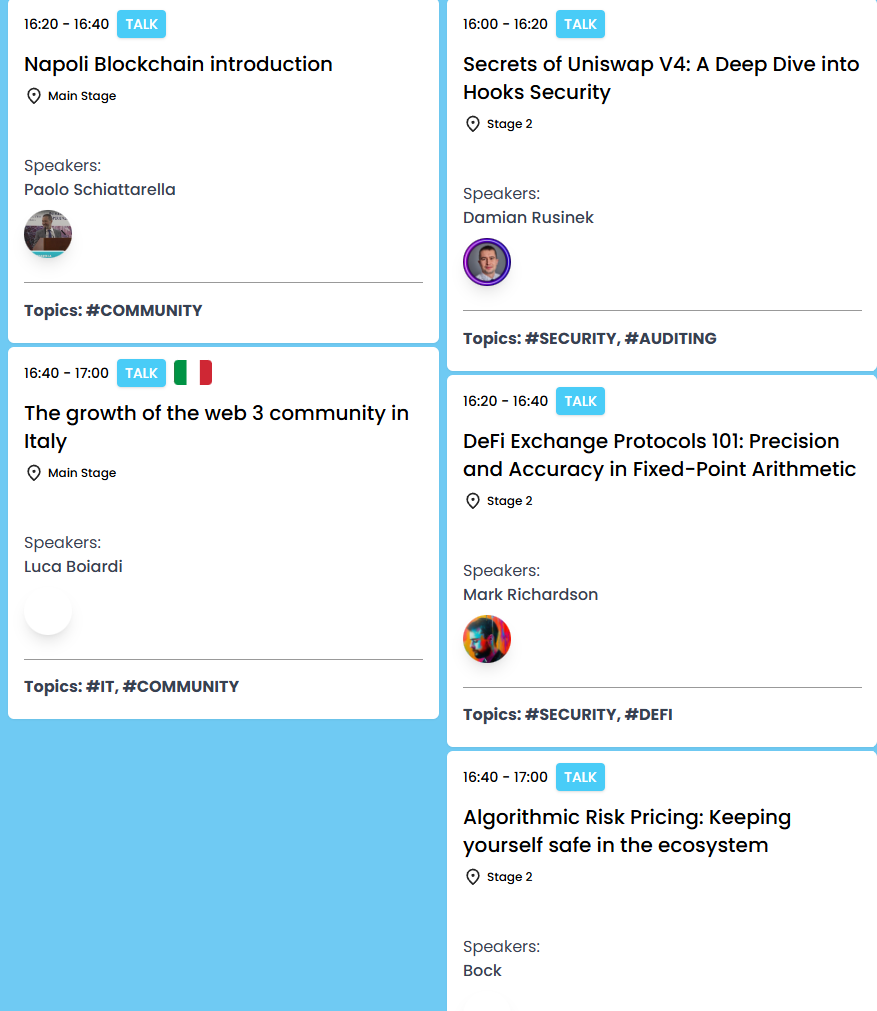 16:20 - 16:40 TALK
Napoli Blockchain introduction
Main Stage
Speakers:
Paolo Schiattarella
Topics: #COMMUNITY
16:40 - 17:00 TALK
The growth of the web 3 community in
Italy
Main Stage
Speakers:
Luca Boiardi
Topics: #IT, #COMMUNITY
16:00 - 16:20 TALK
Secrets of Uniswap V4: A Deep Dive into
Hooks Security
Stage 2
Speakers:
Damian Rusinek
Topics: #SECURITY, #AUDITING
16:20 - 16:40 TALK
DeFi Exchange Protocols 101: Precision
and Accuracy in Fixed-Point Arithmetic
Stage 2
Speakers:
Mark Richardson
Topics: #SECURITY, #DEFI
16:40 - 17:00 TALK
Algorithmic Risk Pricing: Keeping
yourself safe in the ecosystem
Stage 2
Speakers:
Bock